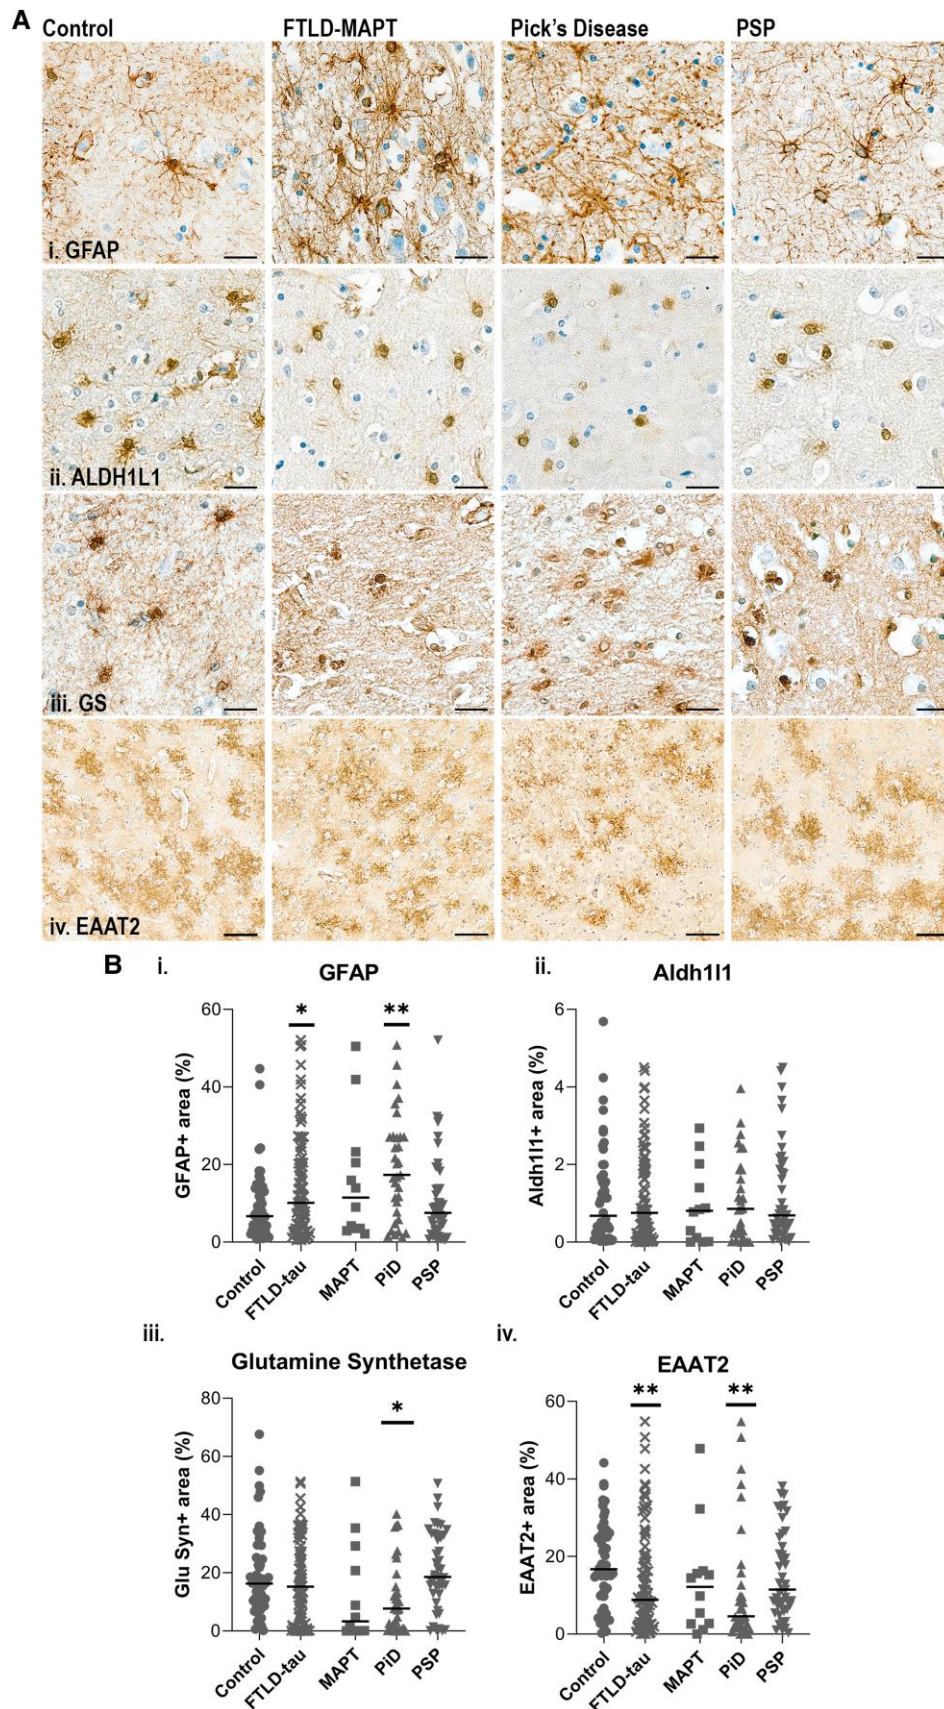 A
Control FTLD-MAPT Pick's Disease PSP
i. GFAP
ii. ALDH1L1
iii. GS
iv. EAAT2
B i. ii.
GFAP
* **
60
40
20
0
GFAP+ area (%)
Control FTLD-tau MAPT PiD PSP
Aldh1l1
6
4
2
0
Aldh1l1+ area (%)
Control FTLD-tau MAPT PiD PSP
iii. iv.
Glutamine Synthetase
*
80
60
40
20
0
Glu Syn+ area (%)
Control FTLD-tau MAPT PiD PSP
EAAT2
** **
60
40
20
0
EAAT2+ area (%)
Control FTLD-tau MAPT PiD PSP